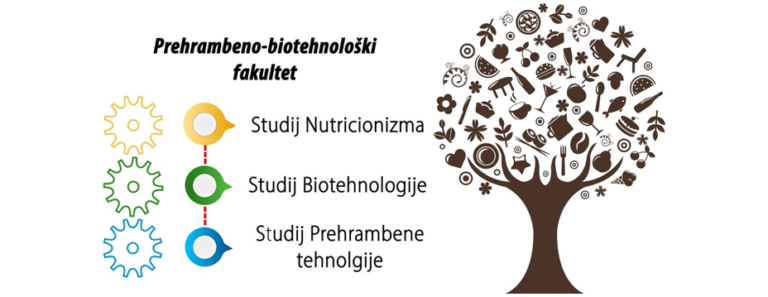 Prehrambeno-biotehnološki
fakultet
Studij Nutricionizma
Studij Biotehnologije
Studij Prehrambene
tehnolgije